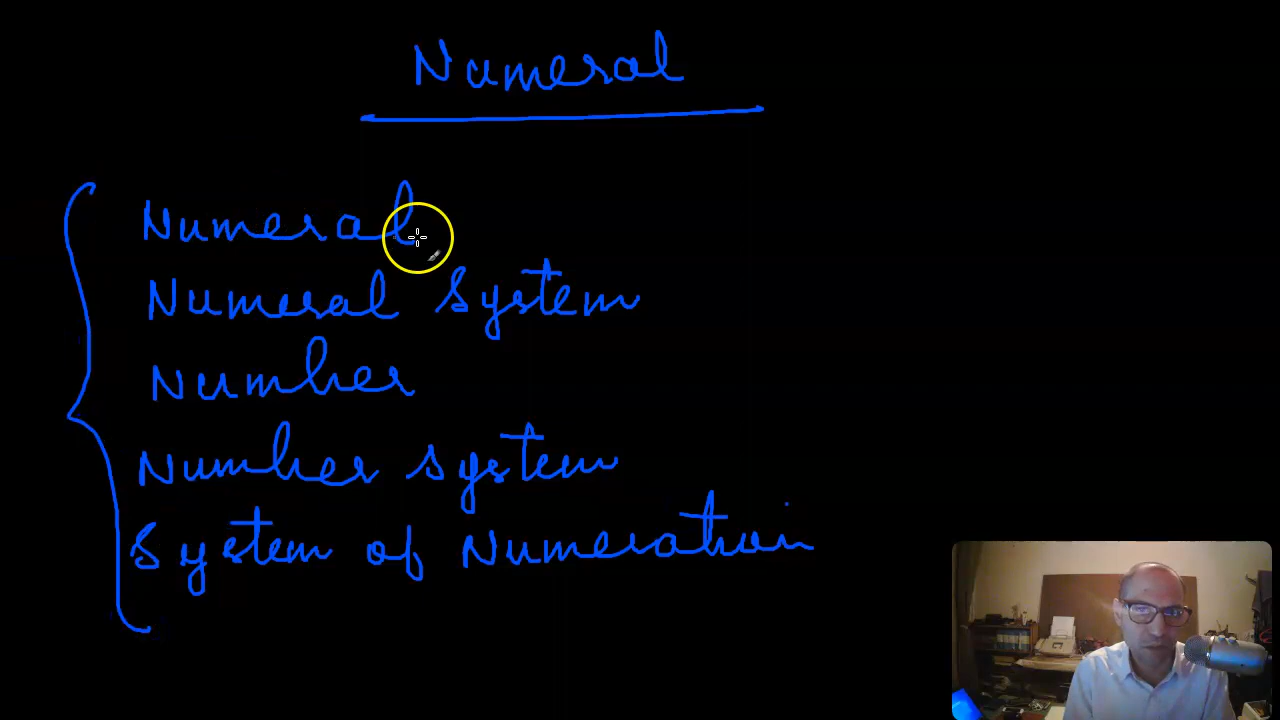 Numeral
Numeral
Numeral System
Number
Number system
System of Numeration